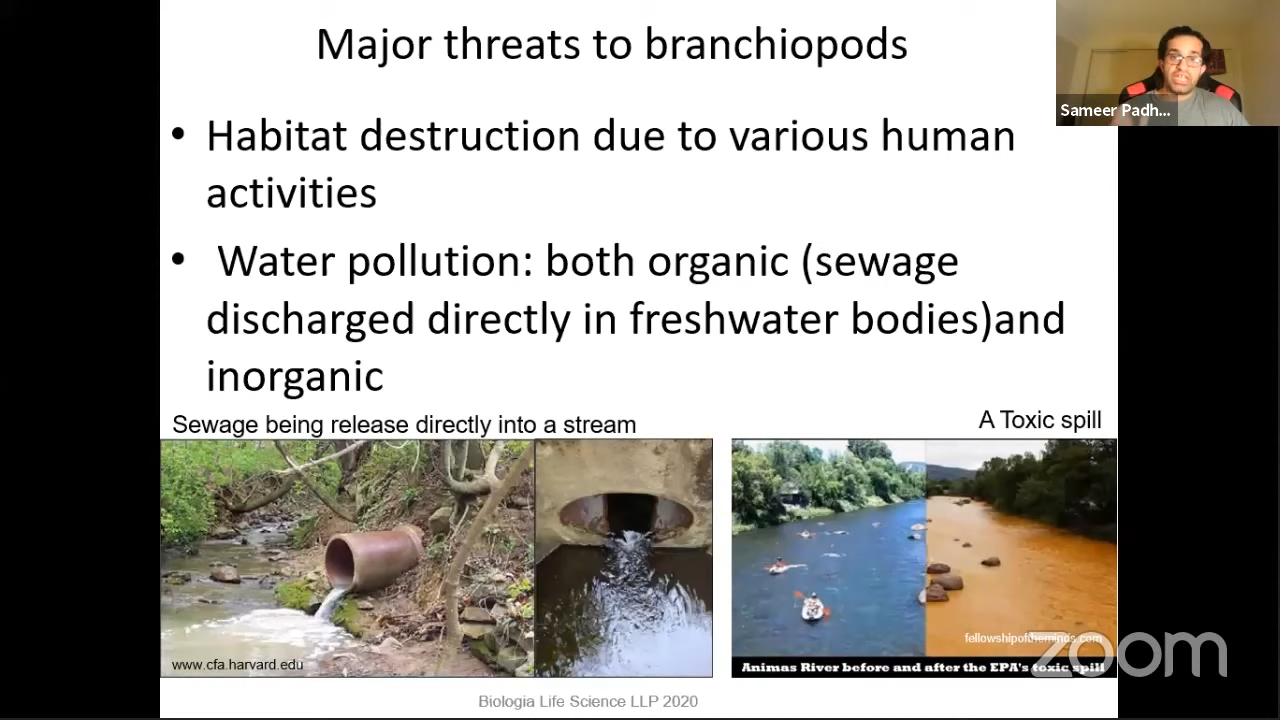 Major threats to branchiopods
Sameer Padh...
• Habitat destruction due to various human
activities
• Water pollution: both organic (sewage
discharged directly in freshwater bodies)and
inorganic
Sewage being release directly into a stream
A Toxic spill
www.cfa.harvard.edu
fellowshipoftheminds.com
Animas River before and after the EPA's toxic spill
zoom
Biologia Life Science LLP 2020